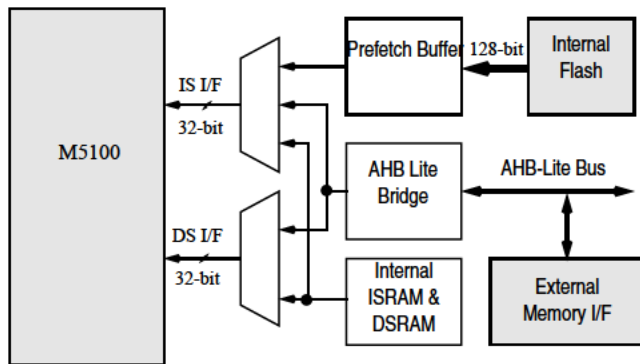 Prefetch Buffer
128-bit
Internal
Flash
IS I/F
32-bit
M5100
AHB Lite
Bridge
AHB-Lite Bus
DS I/F
32-bit
Internal
ISRAM &
DSRAM
External
Memory I/F